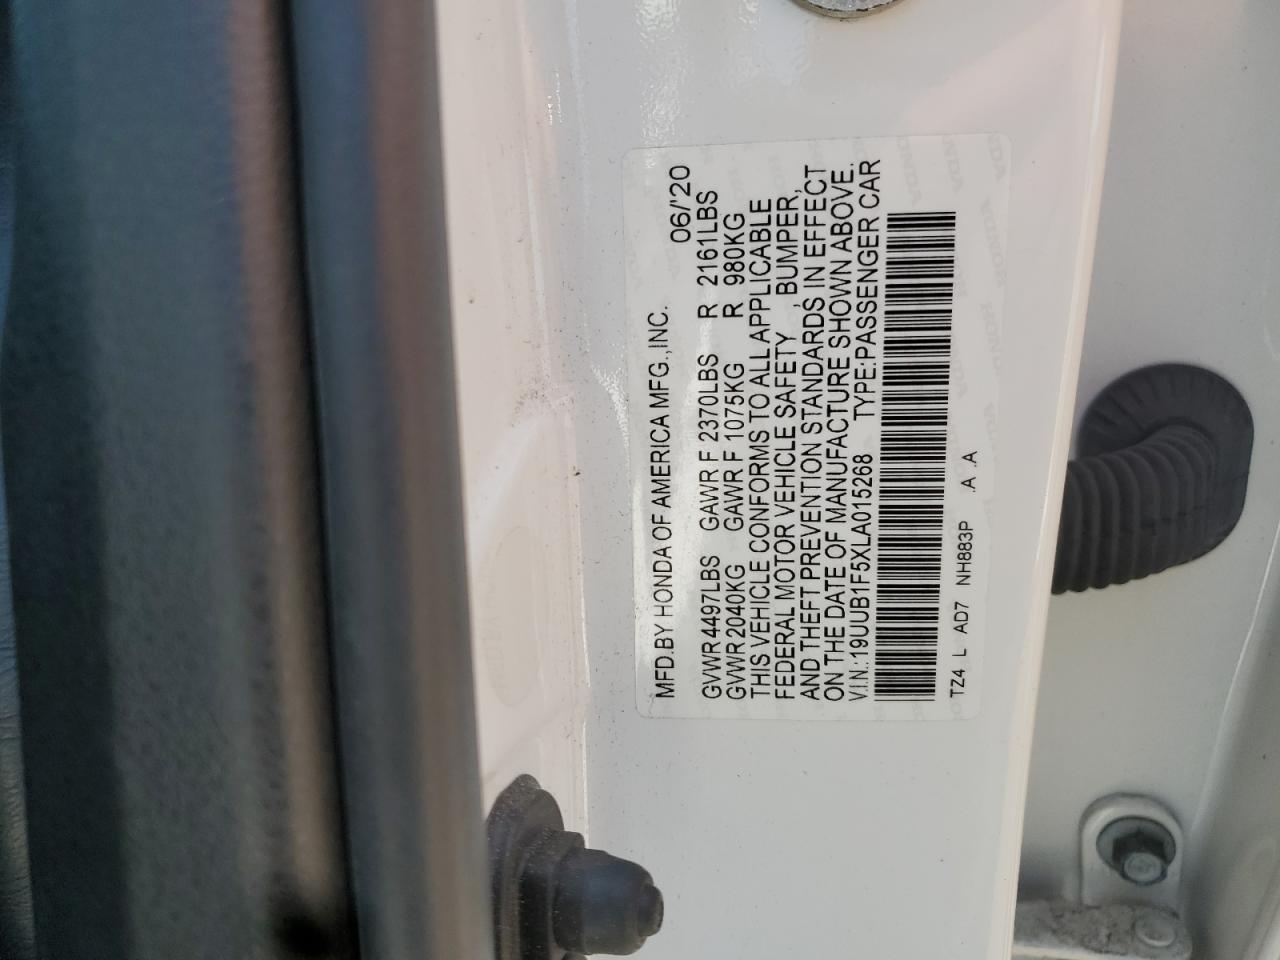 MFD.BY HONDA OF AMERICA MFG.,INC. 06/'20
GVWR 4497LBS GAWR F 2370LBS R 2161LBS
GVWR 2040KG GAWR F 1075KG R 980KG
THIS VEHICLE CONFORMS TO ALL APPLICABLE
FEDERAL MOTOR VEHICLE SAFETY, BUMPER,
AND THEFT PREVENTION STANDARDS IN EFFECT
ON THE DATE OF MANUFACTURE SHOWN ABOVE.
V.I.N.: 19UUB1F5XLA015268 TYPE:PASSENGER CAR
TZ4 L AD7 NH883P .A .A